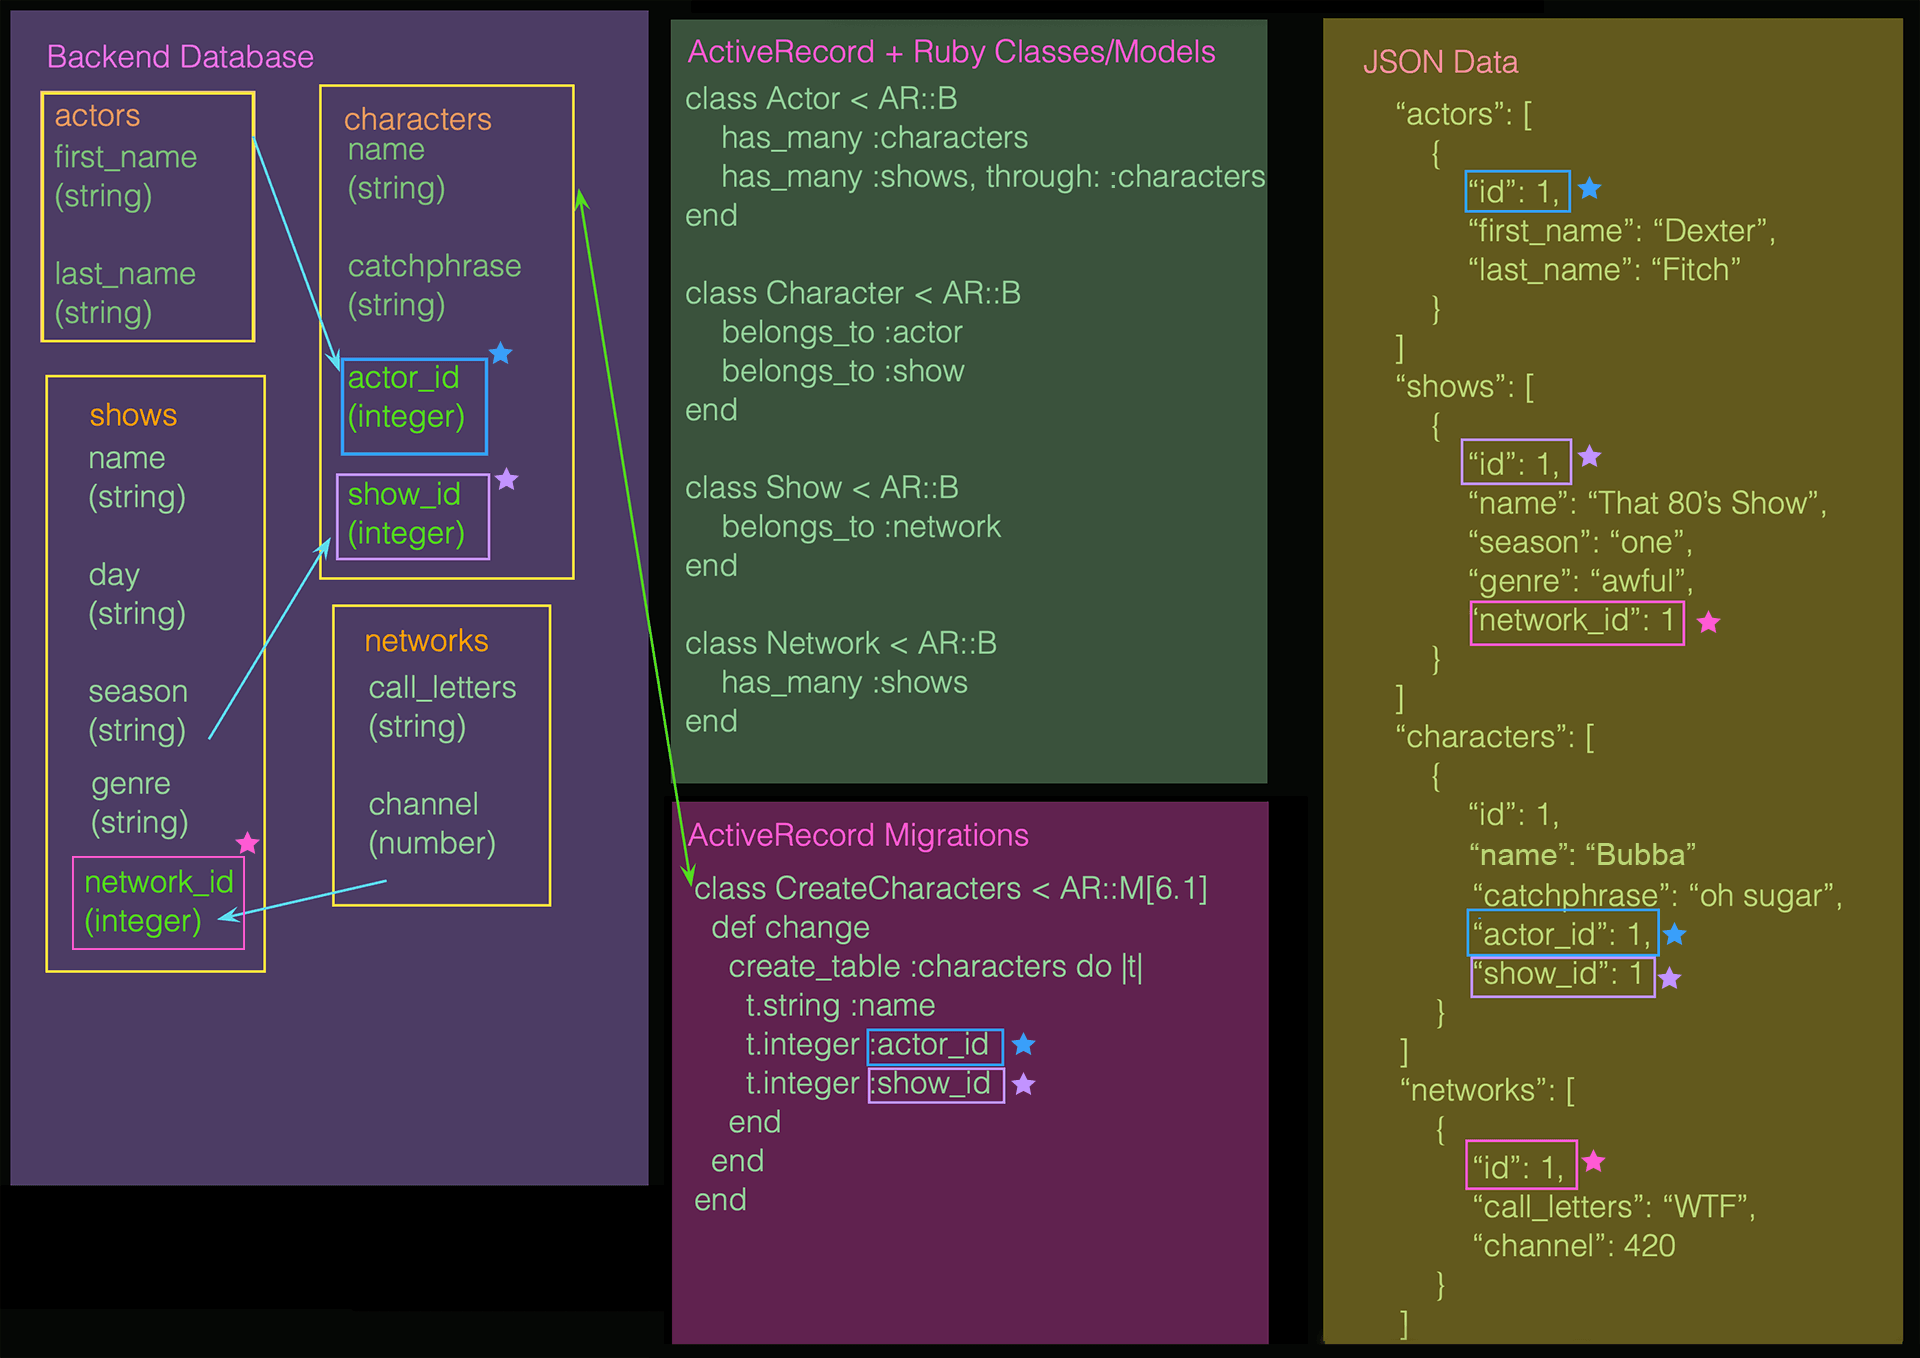 Backend Database
actors
first_name
(string)
last_name
(string)
characters
name
(string)
catchphrase
(string)
actor_id
(integer)
show_id
(integer)
shows
name
(string)
day
(string)
season
(string)
genre
(string)
network_id
(integer)
networks
call_letters
(string)
channel
(number)
ActiveRecord + Ruby Classes/Models
class Actor < AR::B
has_many :characters
has_many :shows, through: :characters
end
class Character < AR::B
belongs_to :actor
belongs_to :show
end
class Show < AR::B
belongs_to :network
end
class Network < AR::B
has_many :shows
end
ActiveRecord Migrations
class CreateCharacters < AR::M[6.1]
def change
create_table :characters do |t|
t.string :name
t.integer :actor_id
t.integer :show_id
end
end
end
JSON Data
“actors”: [
{
“id”: 1,
“first_name”: “Dexter”,
“last_name”: “Fitch”
}
]
“shows”: [
{
“id”: 1,
“name”: “That 80’s Show”,
“season”: “one”,
“genre”: “awful”,
“network_id”: 1
}
]
“characters”: [
{
“id”: 1,
“name”: “Bubba”
“catchphrase”: “oh sugar”,
“actor_id”: 1,
“show_id”: 1
}
]
“networks”: [
{
“id”: 1,
“call_letters”: “WTF”,
“channel”: 420
}
]